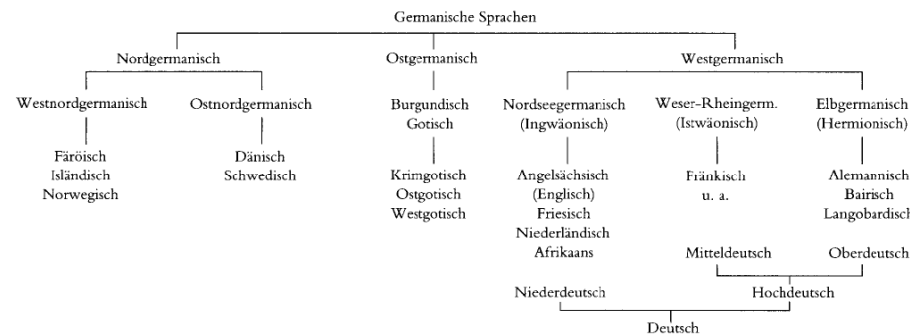 Germanische Sprachen
Nordgermanisch Ostgermanisch Westgermanisch
Westnordgermanisch Ostnordgermanisch Burgundisch Nordseegermanisch Weser-Rheingerm. Elbgermanisch
Gotisch (Ingwäonisch) (Istwäonisch) (Hermionisch)
Färöisch Dänisch Krimgotisch Angelsächsisch Fränkisch Alemannisch
Isländisch Schwedisch Ostgotisch (Englisch) u. a. Bairisch
Norwegisch Westgotisch Friesisch Langobardisch
Niederländisch
Afrikaans Mitteldeutsch Oberdeutsch
Niederdeutsch Hochdeutsch
Deutsch